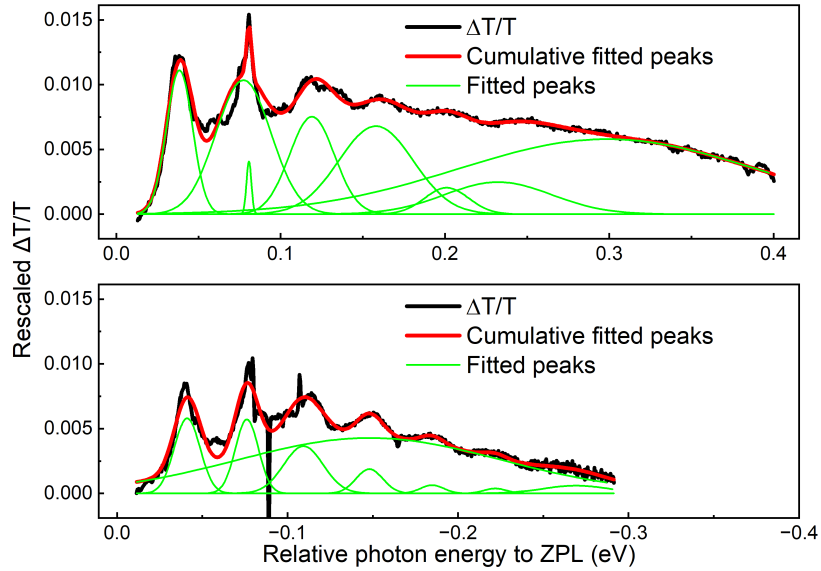 0.015
0.010
0.005
0.000
ΔT/T
Cumulative fitted peaks
Fitted peaks
0.0 0.1 0.2 0.3 0.4
Rescaled ΔT/T
0.015
0.010
0.005
0.000
ΔT/T
Cumulative fitted peaks
Fitted peaks
0.0 −0.1 −0.2 −0.3 −0.4
Relative photon energy to ZPL (eV)